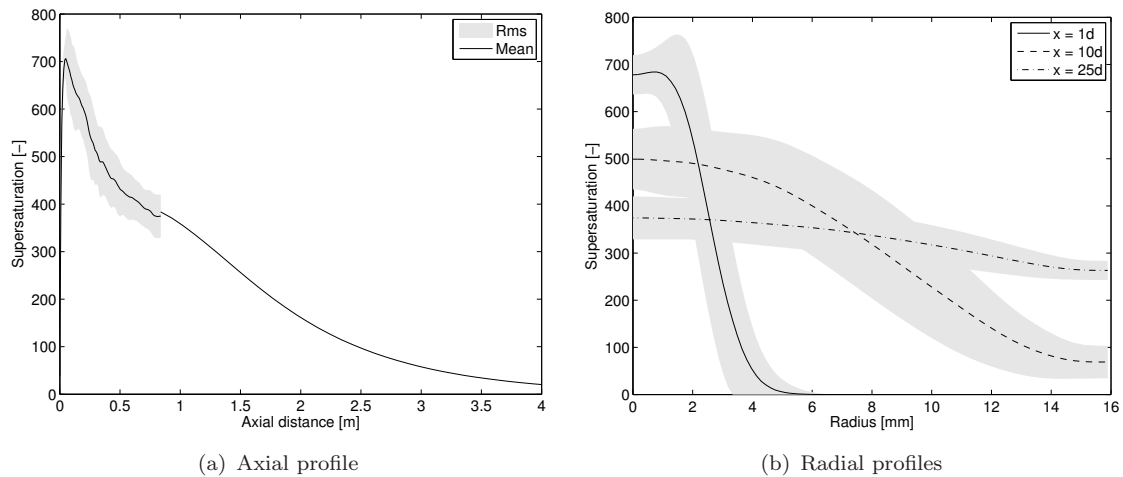 800
700
600
500
400
300
200
100
0
Supersaturation [–]
Rms
Mean
0 0.5 1 1.5 2 2.5 3 3.5 4
Axial distance [m]
(a) Axial profile
800
700
600
500
400
300
200
100
0
Supersaturation [–]
x = 1d
x = 10d
x = 25d
0 2 4 6 8 10 12 14 16
Radius [mm]
(b) Radial profiles